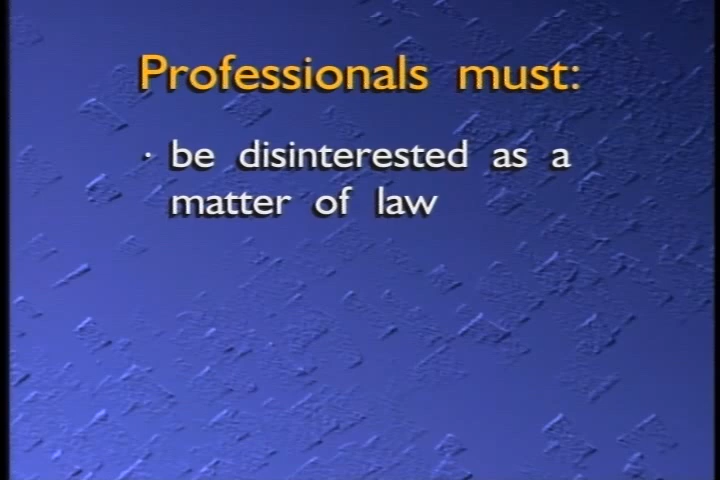 Professionals must:
· be disinterested as a
matter of law